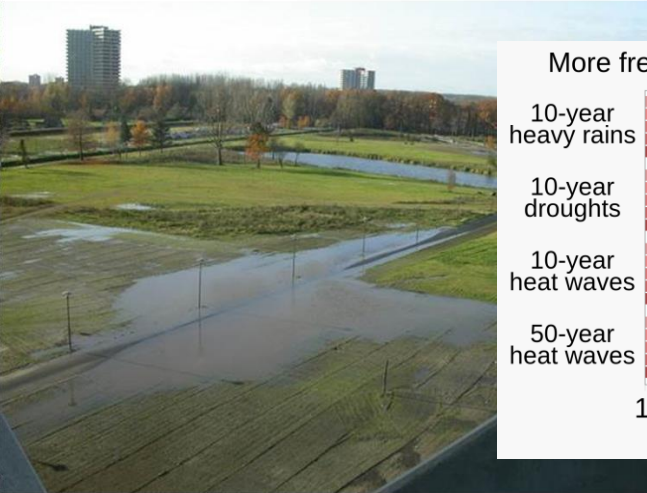 More fre
10-year
heavy rains
10-year
droughts
10-year
heat waves
50-year
heat waves
1